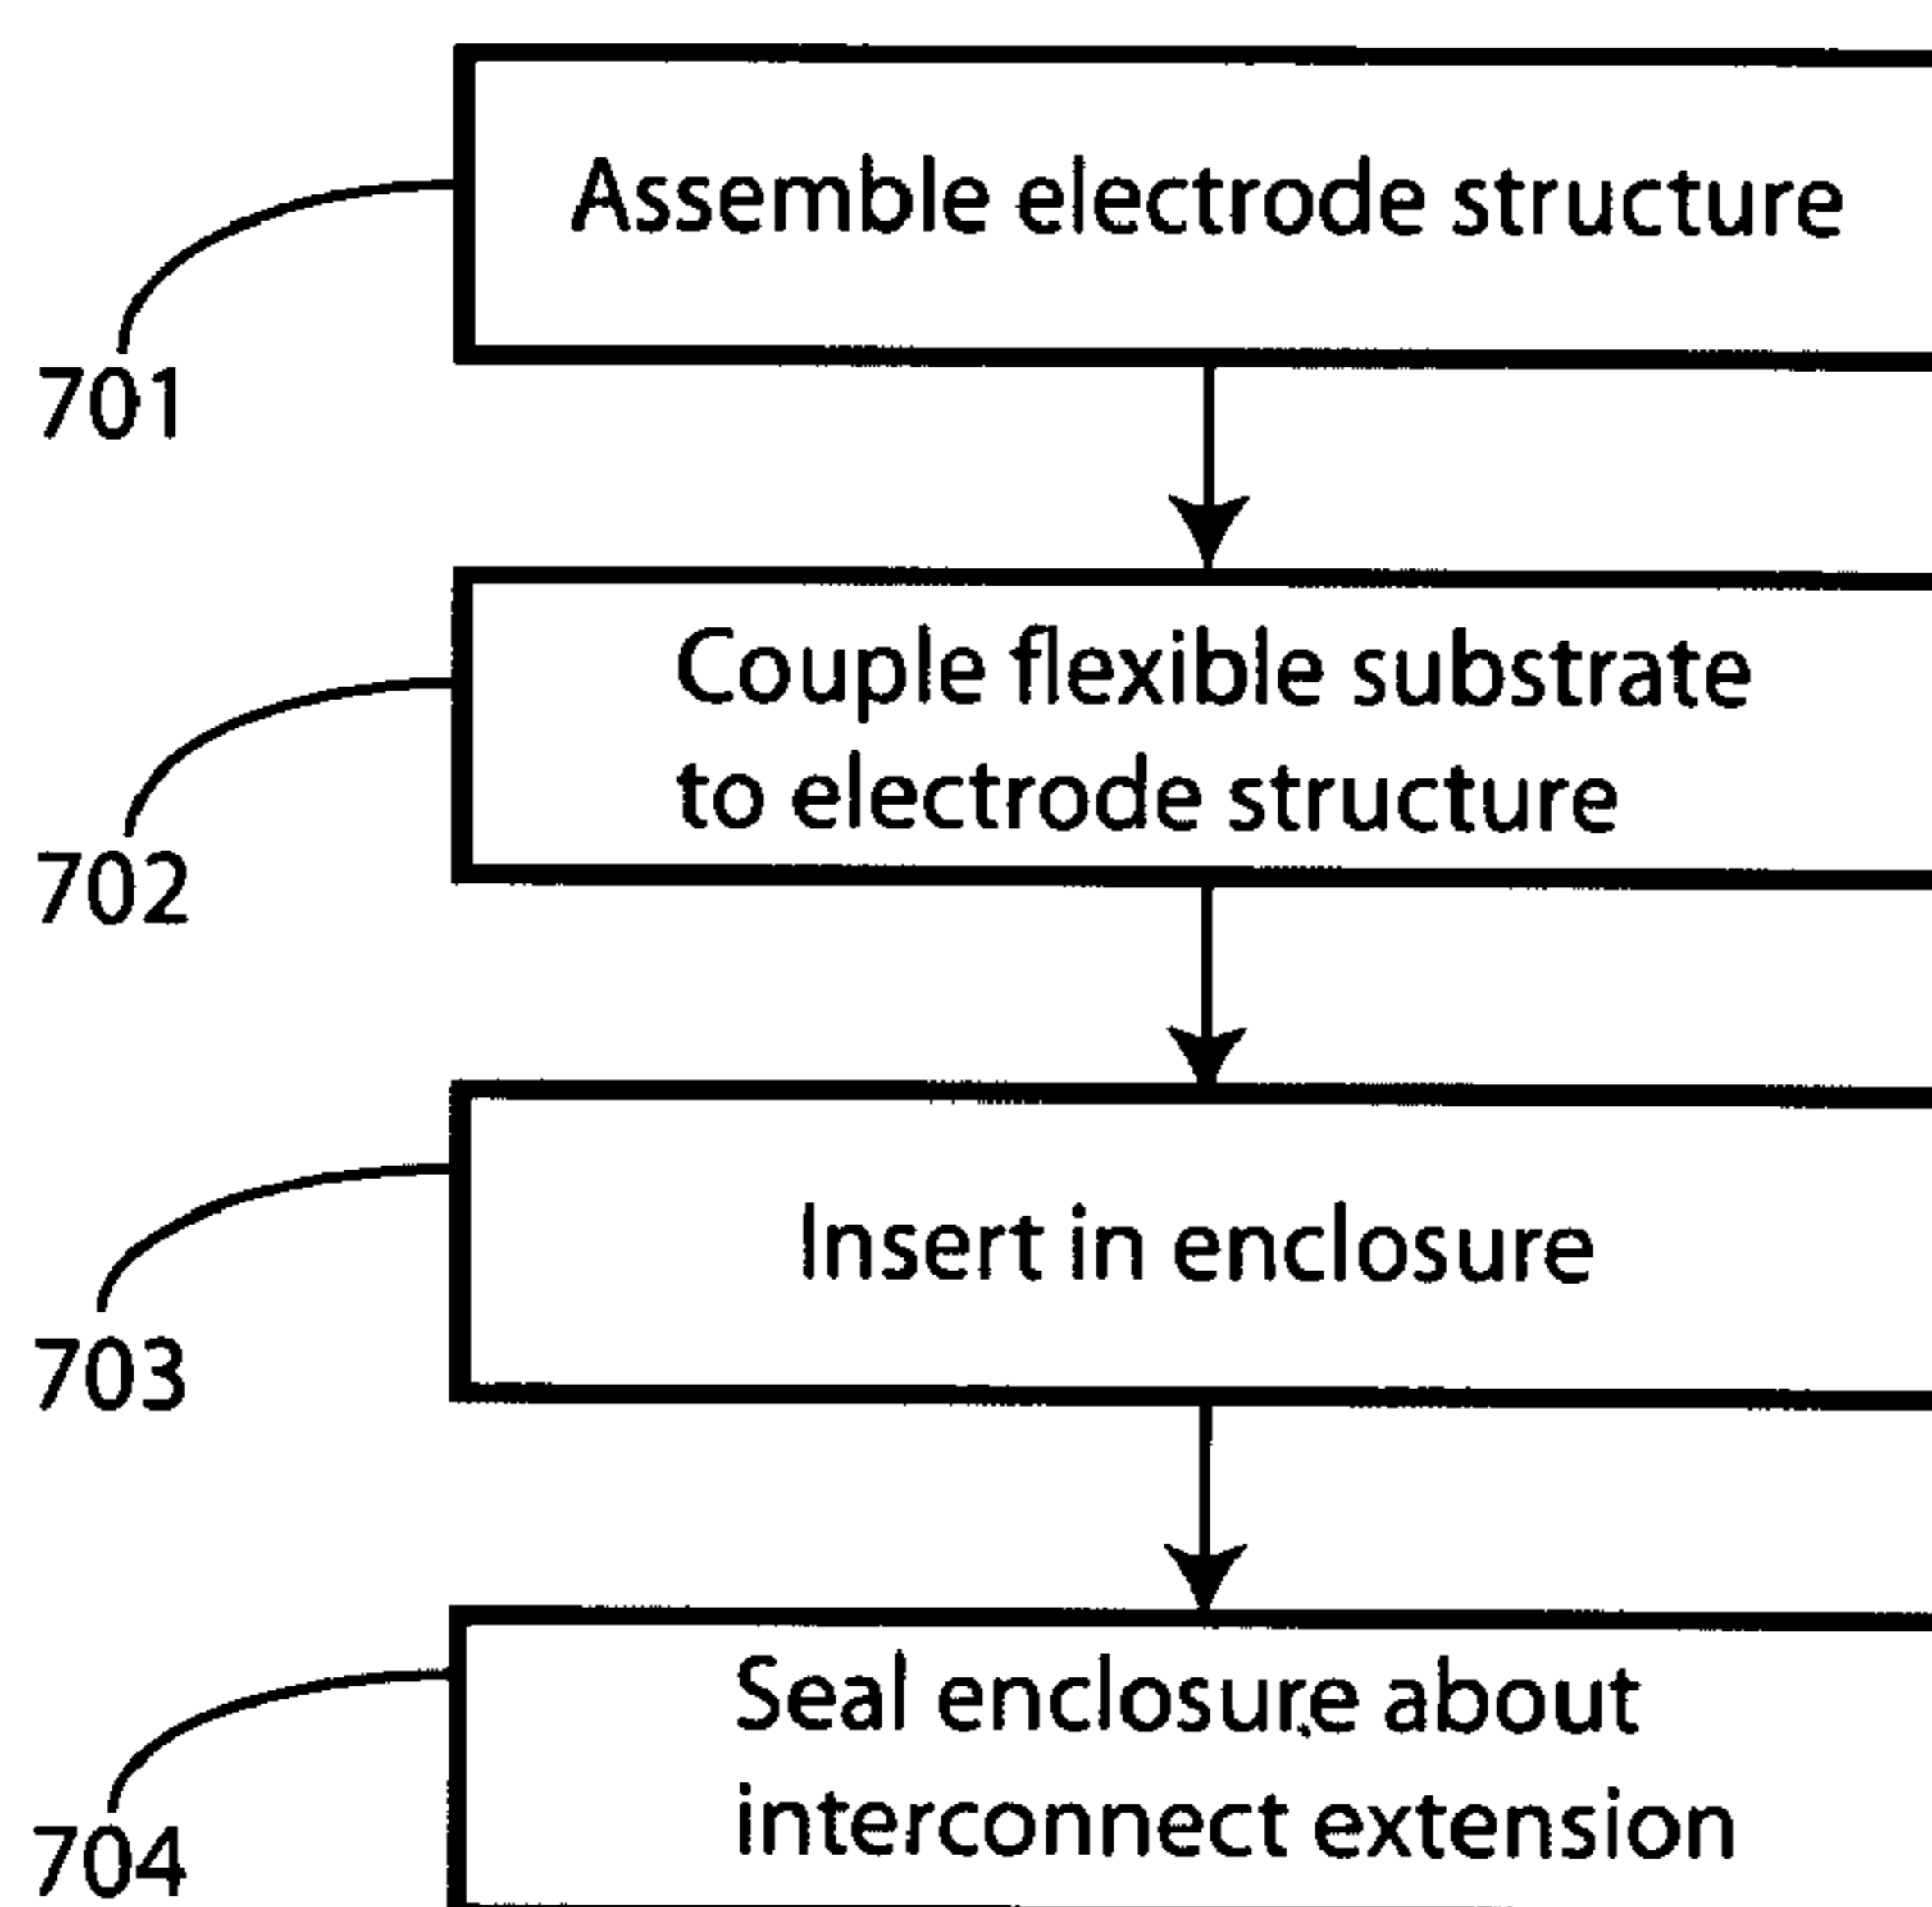 Assemble electrode structure
701
Couple flexible substrate
to electrode structure
702
Insert in enclosure
703
Seal enclosure about
interconnect extension
704